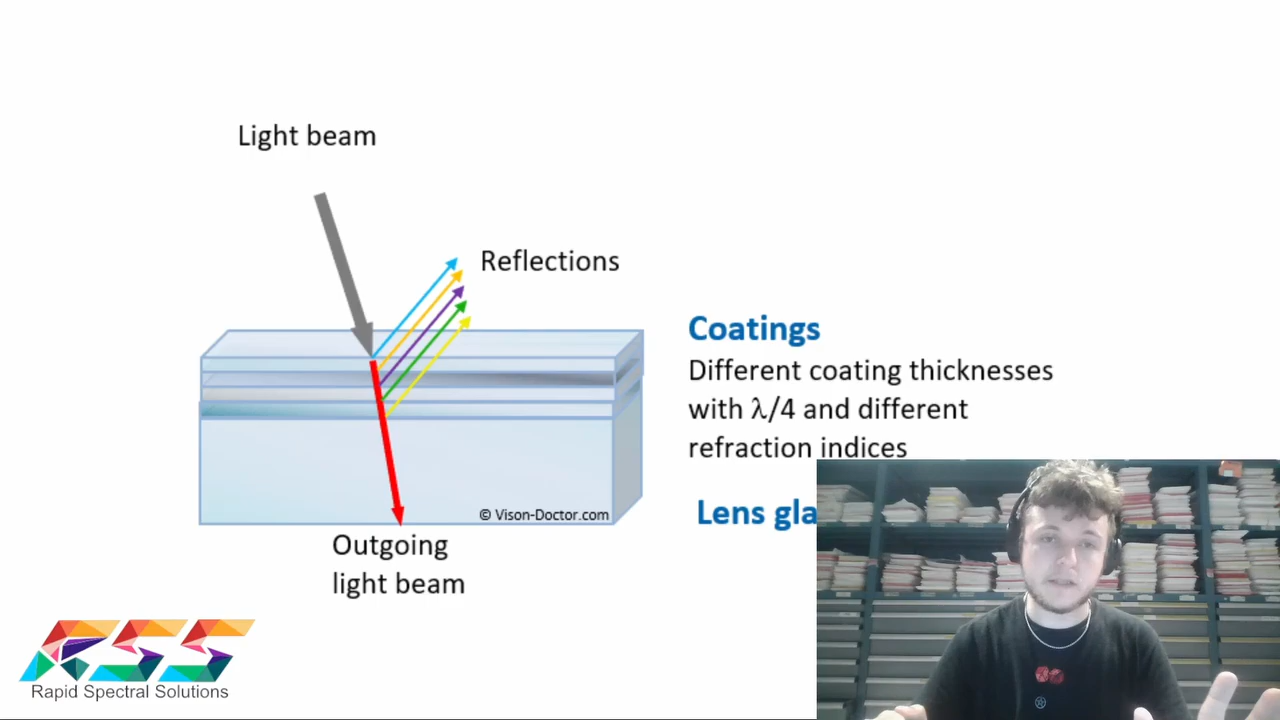 Light beam
Reflections
Coatings
Different coating thicknesses
with λ/4 and different
refraction indices
Lens gla
© Vison-Doctor.com
Outgoing
light beam
RSS
Rapid Spectral Solutions